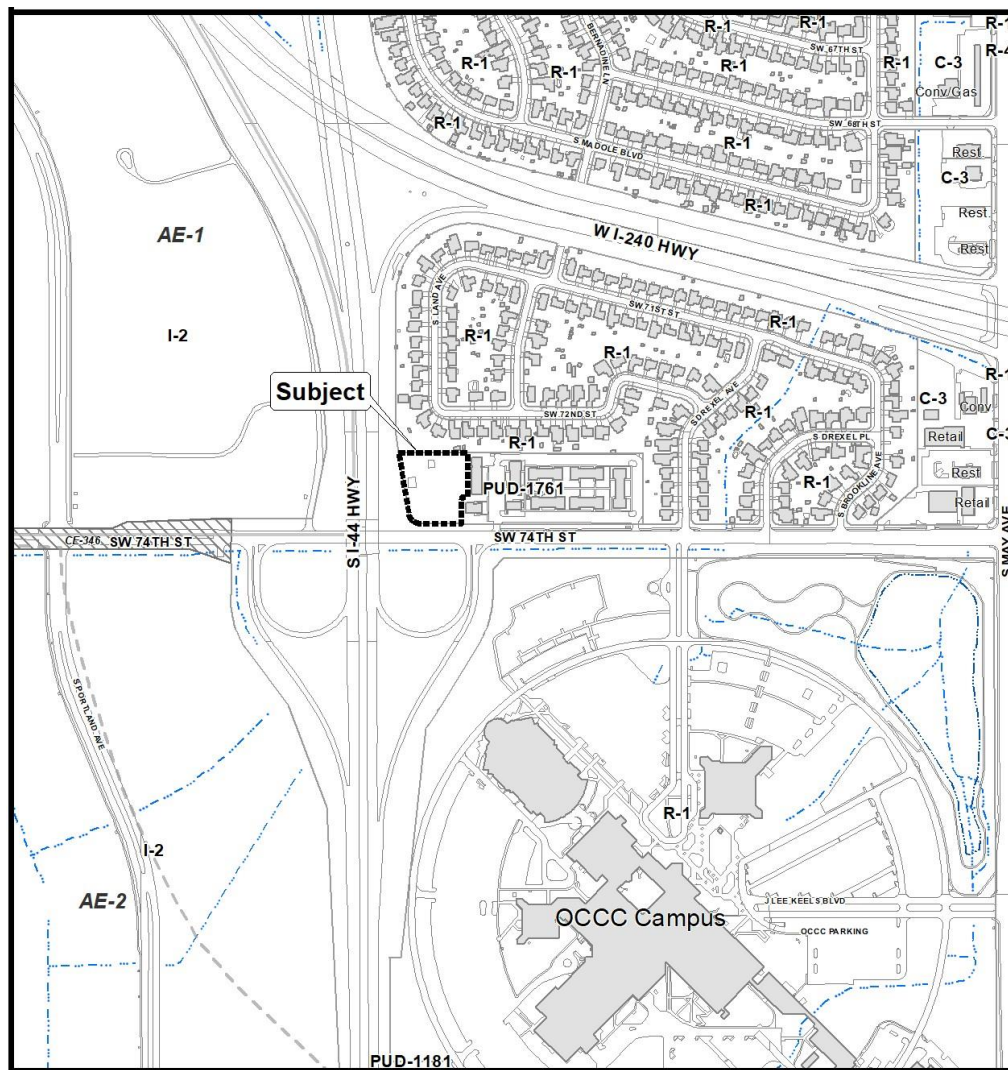 R-1
R-1
R-1
BERNADINE LN
SW 67TH ST
R-1
R-1
R-1
R-1
C-3
R-4
Conv/Gas
R-1
SW 68TH ST
R-1
S MADOLE BLVD
Rest
C-3
R-1
Rest
AE-1
W I-240 HWY
Rest
S LAND AVE
SW 71ST ST
I-2
R-1
R-1
R-1
R-1
Subject
S DREXEL AVE
C-3
Conv
SW 72ND ST
R-1
R-1
S DREXEL PL
Retail
C-3
R-1
Rest
S BROOKLINE AVE
PUD-1761
Retail
S I-44 HWY
S MAY AVE
CE-346
SW 74TH ST
SW 74TH ST
S PORTLAND AVE
R-1
I-2
AE-2
J LEE KEELS BLVD
OCCC Campus
OCCC PARKING
PUD-1181